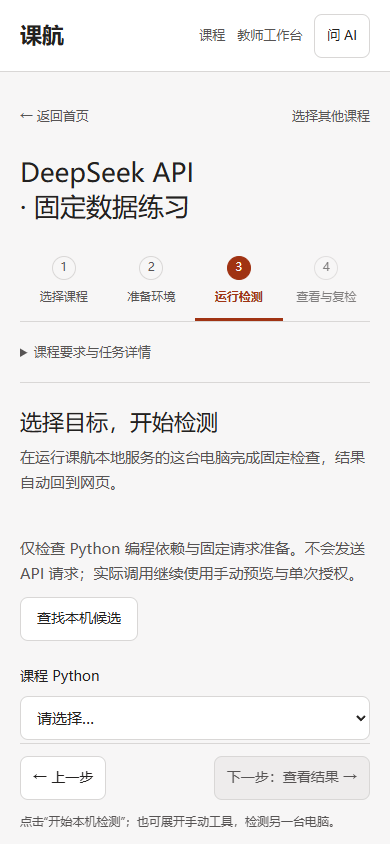 课航
课程 教师工作台 问 AI
← 返回首页 选择其他课程
DeepSeek API
· 固定数据练习
1 2 3 4
选择课程 准备环境 运行检测 查看与复检
▶ 课程要求与任务详情
选择目标，开始检测
在运行课航本地服务的这台电脑完成固定检查，结果
自动回到网页。
仅检查 Python 编程依赖与固定请求准备。不会发送
API 请求；实际调用继续使用手动预览与单次授权。
查找本机候选
课程 Python
请选择...
← 上一步 下一步：查看结果 →
点击“开始本机检测”；也可展开手动工具，检测另一台电脑。